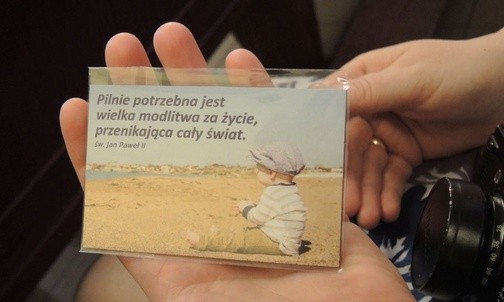 Pilnie potrzebna jest
wielka modlitwa za życie,
przenikająca cały świat.
św. Jan Paweł II